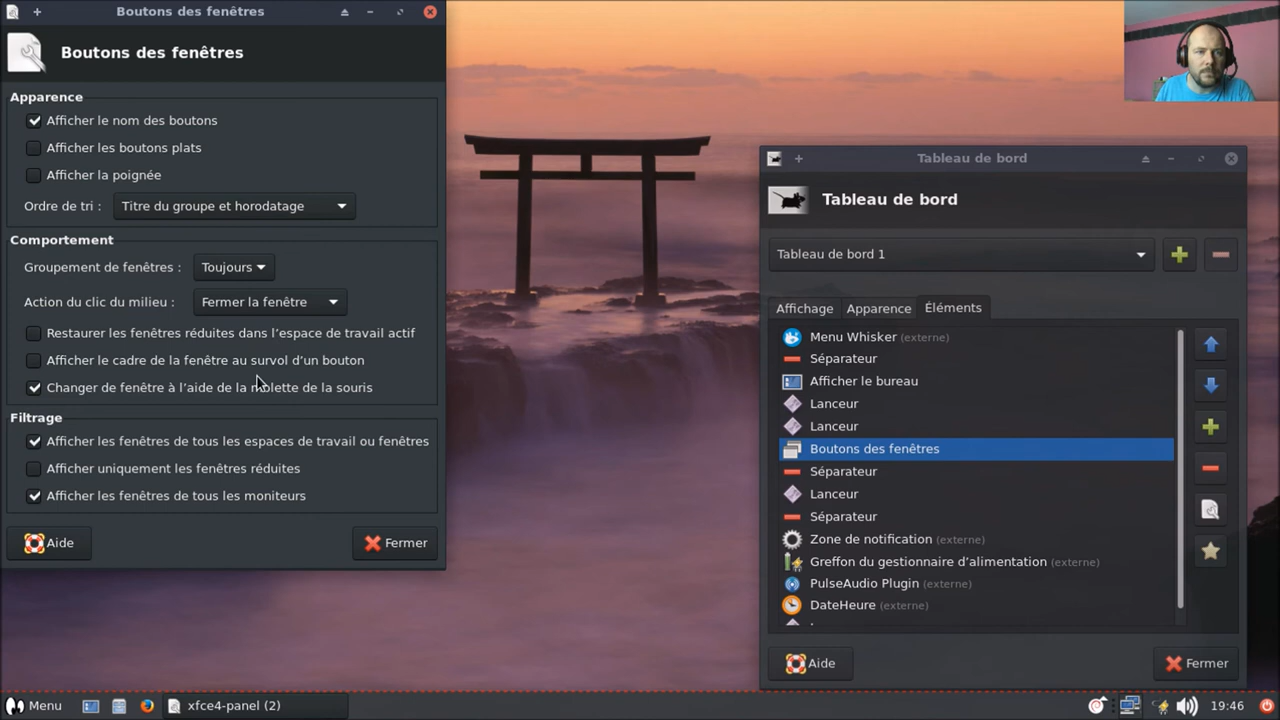 Boutons des fenêtres
Boutons des fenêtres
Apparence
Afficher le nom des boutons
Afficher les boutons plats
Afficher la poignée
Ordre de tri :
Titre du groupe et horodatage
Comportement
Groupement de fenêtres :
Toujours
Action du clic du milieu :
Fermer la fenêtre
Restaurer les fenêtres réduites dans l’espace de travail actif
Afficher le cadre de la fenêtre au survol d’un bouton
Changer de fenêtre à l’aide de la molette de la souris
Filtrage
Afficher les fenêtres de tous les espaces de travail ou fenêtres
Afficher uniquement les fenêtres réduites
Afficher les fenêtres de tous les moniteurs
Aide
Fermer
Tableau de bord
Tableau de bord
Tableau de bord 1
Affichage
Apparence
Éléments
Menu Whisker (externe)
Séparateur
Afficher le bureau
Lanceur
Lanceur
Boutons des fenêtres
Séparateur
Lanceur
Séparateur
Zone de notification (externe)
Greffon du gestionnaire d’alimentation (externe)
PulseAudio Plugin (externe)
DateHeure (externe)
Aide
Fermer
Menu
xfce4-panel (2)
19:46